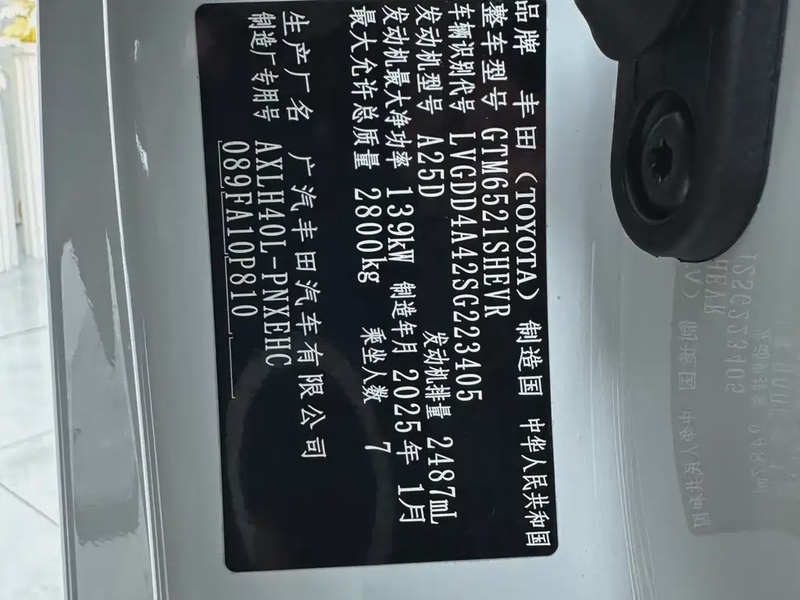 品牌 丰田（TOYOTA） 制造国 中华人民共和国
整车型号 GTM6521SHEVR
车辆识别代号 LVGDD4A42SG223405
发动机型号 A25D 发动机排量 2487mL
发动机最大净功率 139kW 制造年月 2025年 1月
最大允许总质量 2800kg 乘坐人数 7
生产厂名 广汽丰田汽车有限公司
制造厂专用号 AXLH40L-PNXEHC
089FA10P810